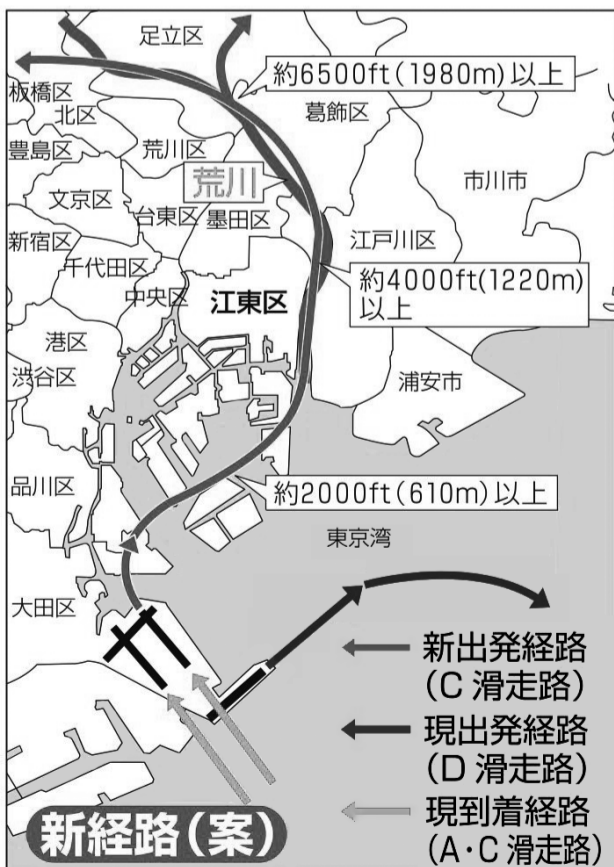 足立区
約6500ft(1980m)以上
葛飾区
板橋区
北区
豊島区
荒川区
荒川
市川市
文京区
台東区
墨田区
江戸川区
新宿区
千代田区
中央区
江東区
約4000ft(1220m)
以上
港区
渋谷区
浦安市
品川区
約2000ft(610m)以上
東京湾
大田区
新出発経路
(C 滑走路)
現出発経路
(D 滑走路)
現到着経路
(A・C 滑走路)
新経路(案)